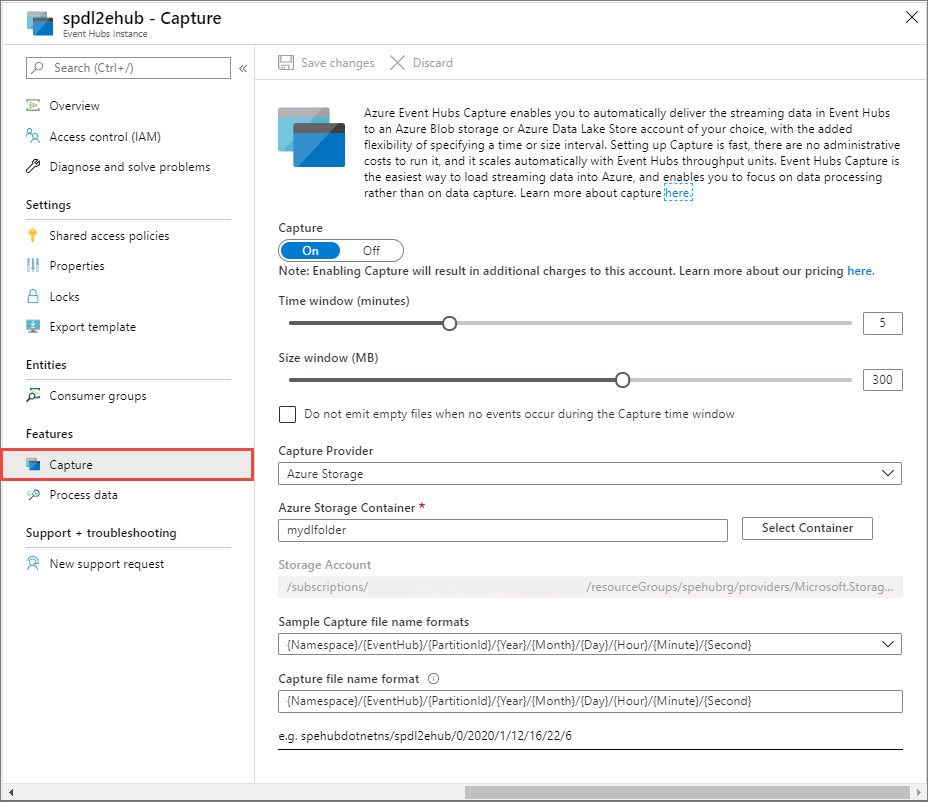 spdl2ehub - Capture
Event Hubs Instance
Search (Ctrl+/)
«
Overview
Access control (IAM)
Diagnose and solve problems
Settings
Shared access policies
Properties
Locks
Export template
Entities
Consumer groups
Features
Capture
Process data
Support + troubleshooting
New support request
Save changes
Discard
Azure Event Hubs Capture enables you to automatically deliver the streaming data in Event Hubs
to an Azure Blob storage or Azure Data Lake Store account of your choice, with the added
flexibility of specifying a time or size interval. Setting up Capture is fast, there are no administrative
costs to run it, and it scales automatically with Event Hubs throughput units. Event Hubs Capture is
the easiest way to load streaming data into Azure, and enables you to focus on data processing
rather than on data capture. Learn more about capture here.
Capture
On Off
Note: Enabling Capture will result in additional charges to this account. Learn more about our pricing here.
Time window (minutes)
5
Size window (MB)
300
Do not emit empty files when no events occur during the Capture time window
Capture Provider
Azure Storage
Azure Storage Container *
mydlfolder
Select Container
Storage Account
/subscriptions/ /resourceGroups/spehubrg/providers/Microsoft.Storag...
Sample Capture file name formats
{Namespace}/{EventHub}/{PartitionId}/{Year}/{Month}/{Day}/{Hour}/{Minute}/{Second}
Capture file name format
{Namespace}/{EventHub}/{PartitionId}/{Year}/{Month}/{Day}/{Hour}/{Minute}/{Second}
e.g. spehubdotnetns/spdl2ehub/0/2020/1/12/16/22/6